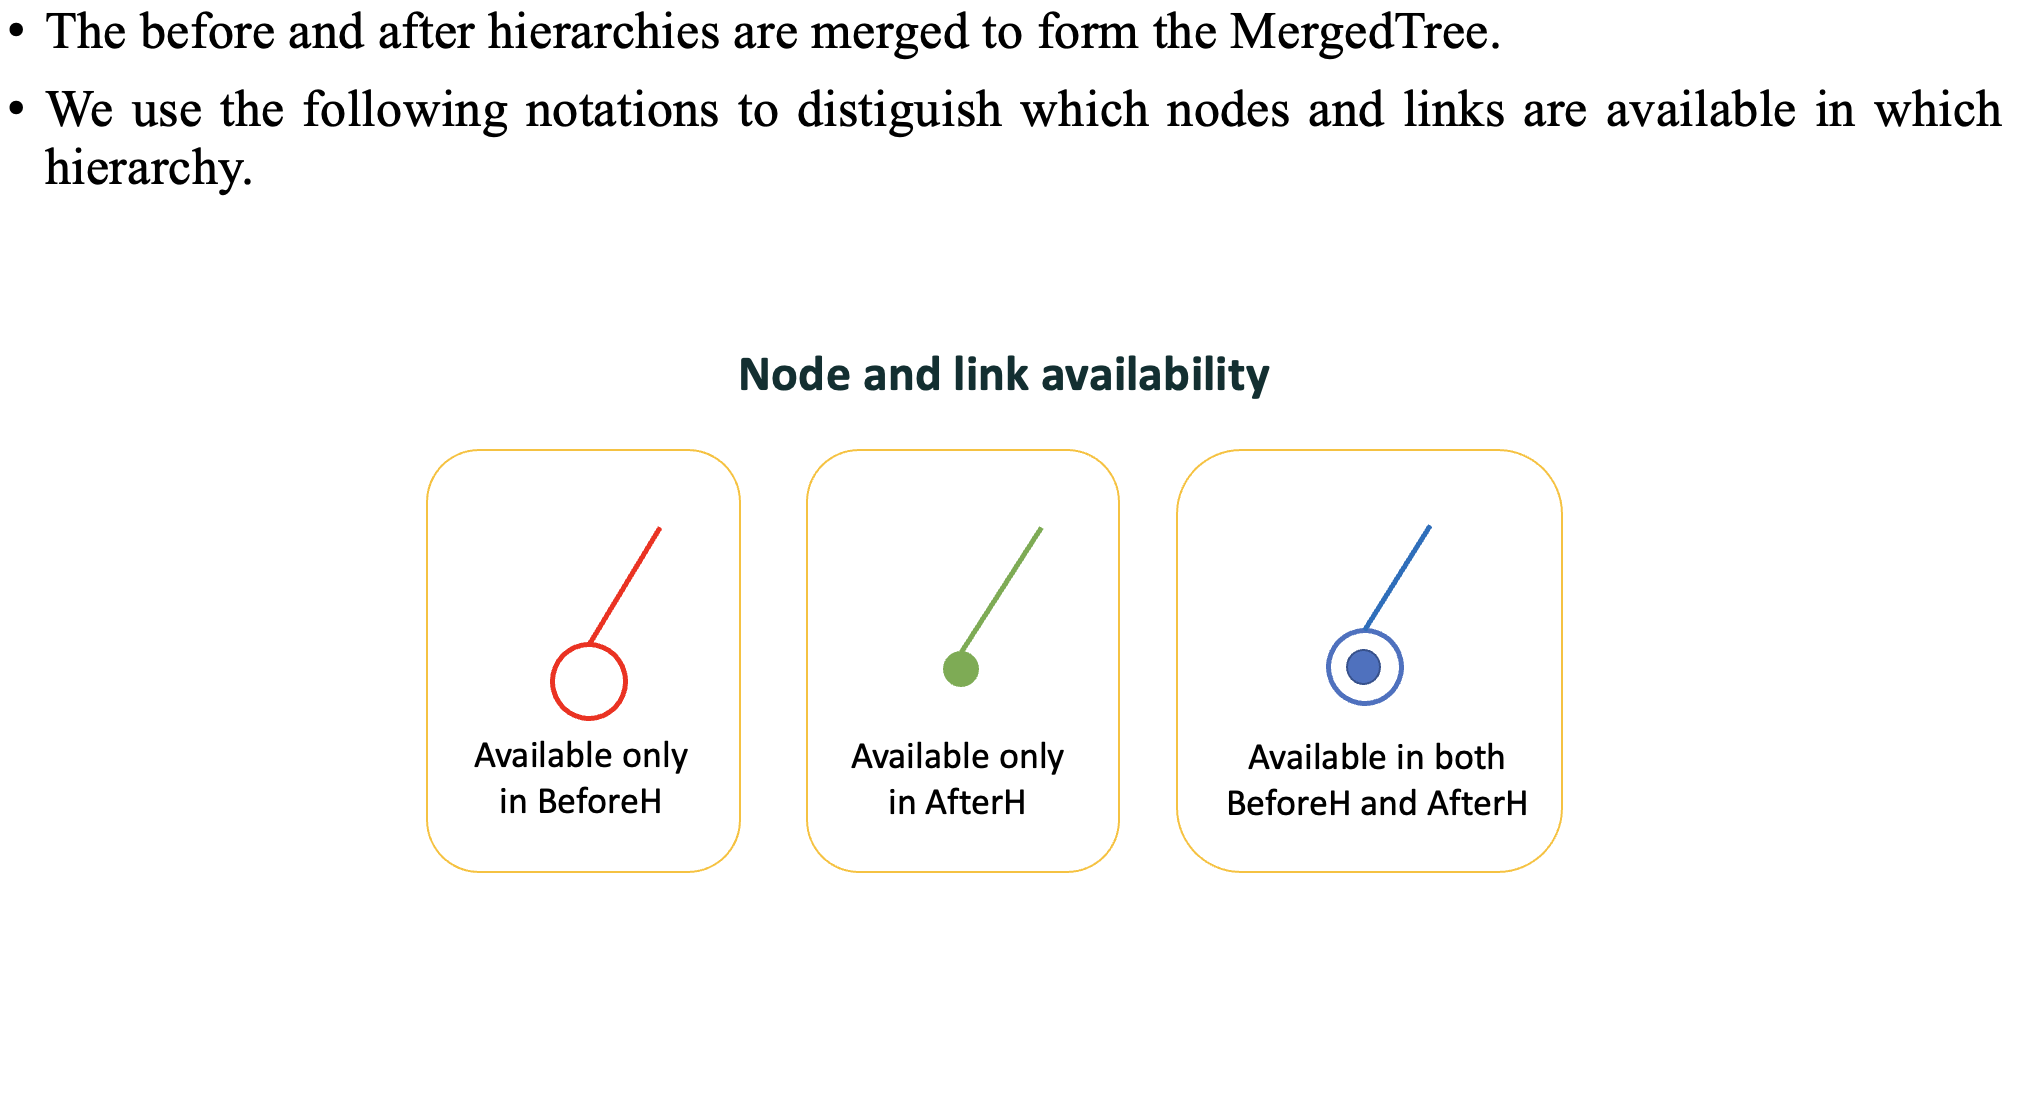 • The before and after hierarchies are merged to form the MergedTree.
• We use the following notations to distiguish which nodes and links are available in which
hierarchy.
Node and link availability
Available only
in BeforeH
Available only
in AfterH
Available in both
BeforeH and AfterH